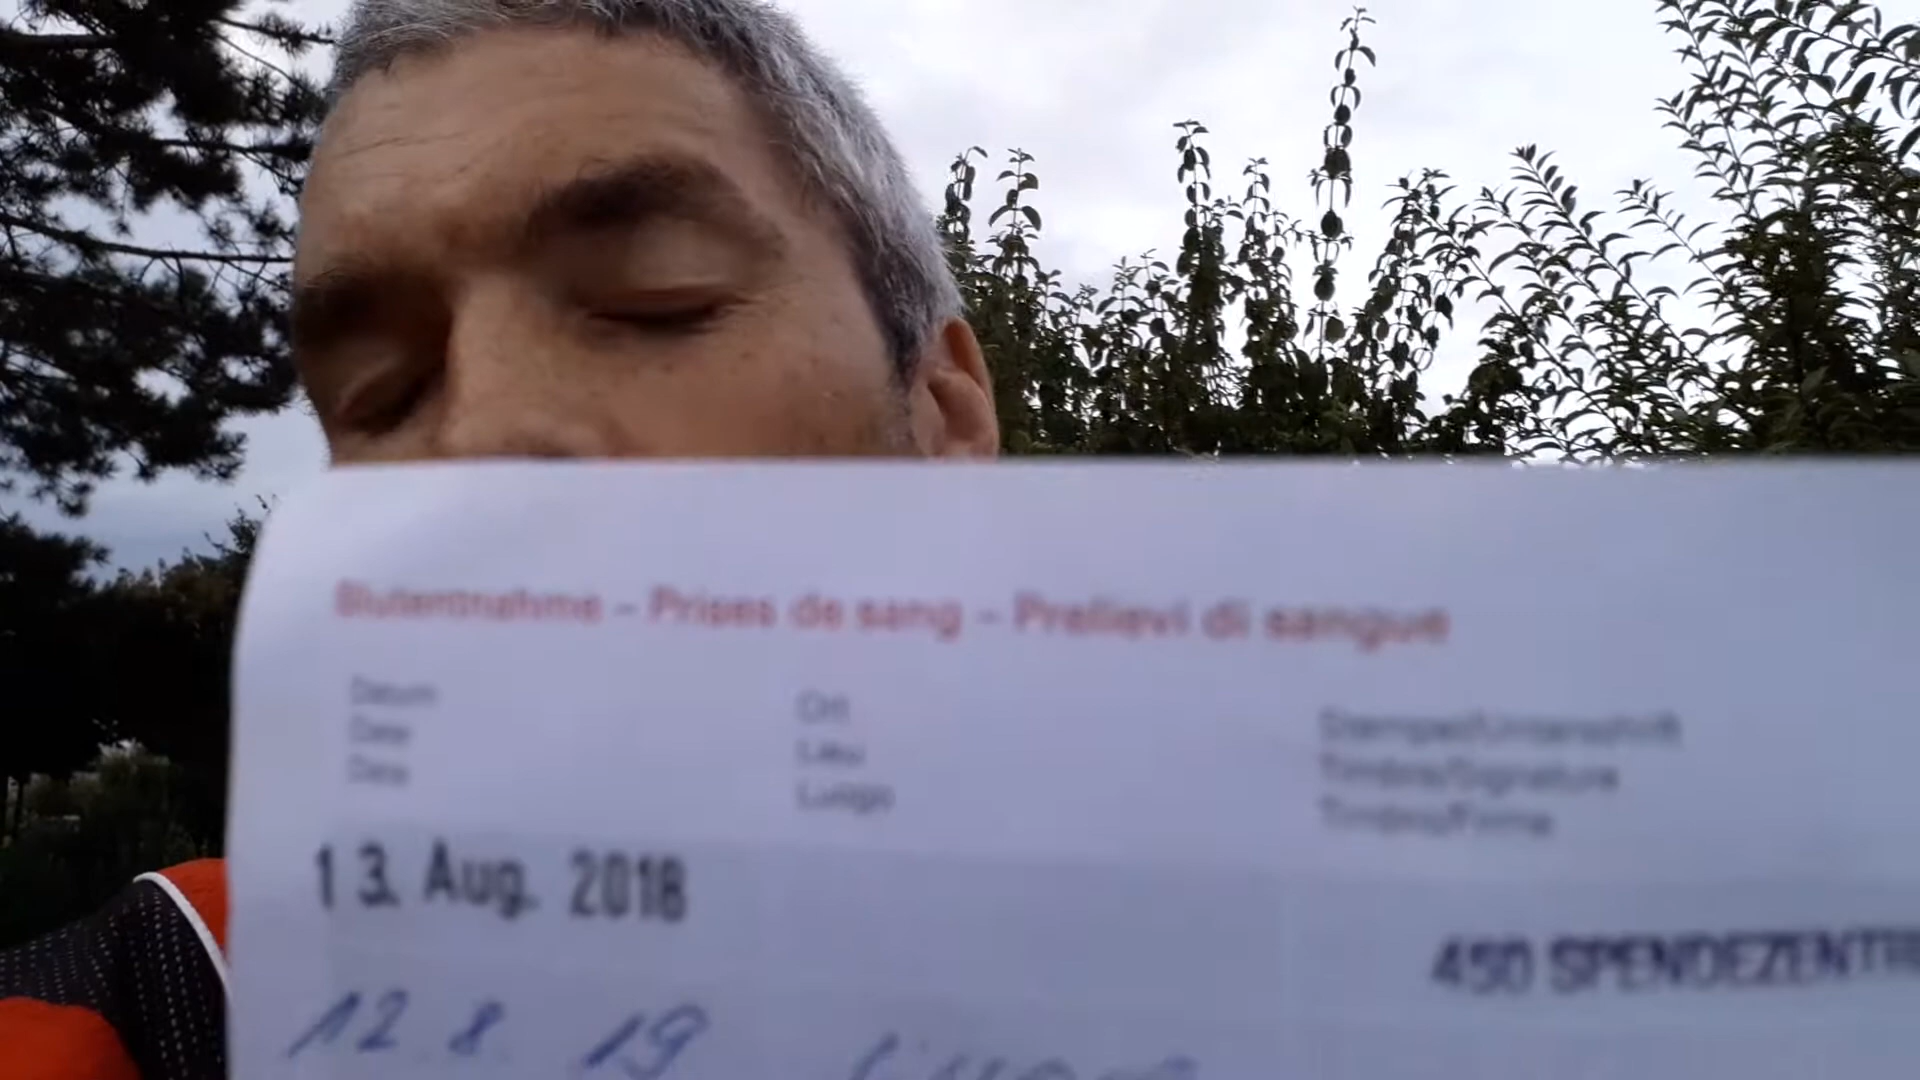 Blutentnahme - Prises de sang - Prelievi di sangue
Datum
Date
Data
Ort
Lieu
Luogo
Stempel/Unterschrift
Timbre/Signature
Timbro/Firma
13. Aug. 2018
450 SPENDEZENTR
12 8. 19